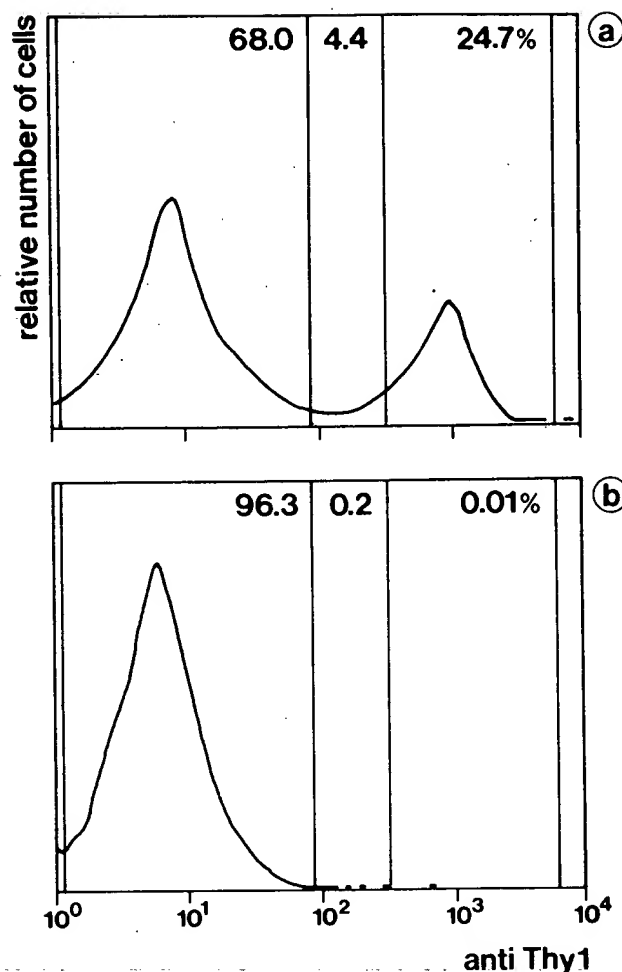 68.0 4.4 24.7% a
relative number of cells
96.3 0.2 0.01% b
10⁰ 10¹ 10² 10³ 10⁴
anti Thy1